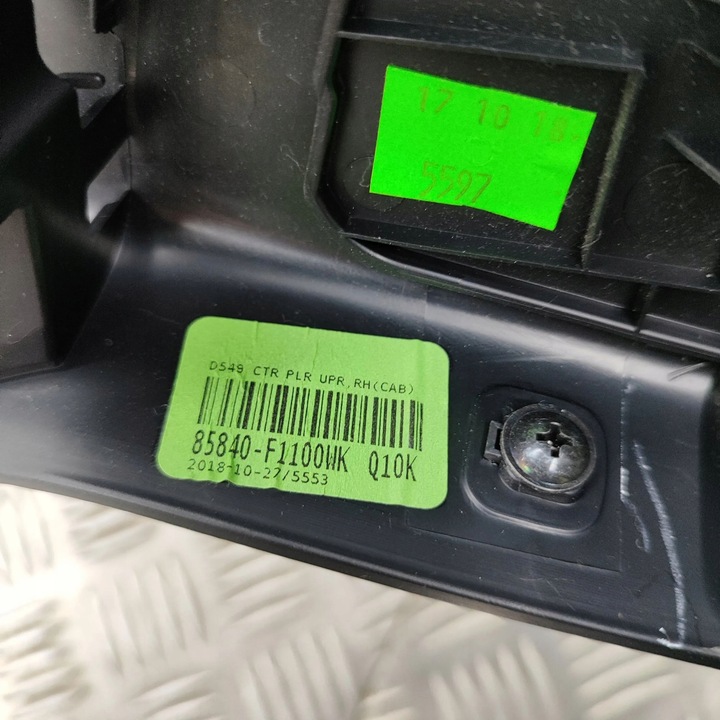 17 10 18
5597
D549 CTR PLR UPR,RH(CAB)
85840-F1100WK Q10K
2018-10-27/5553